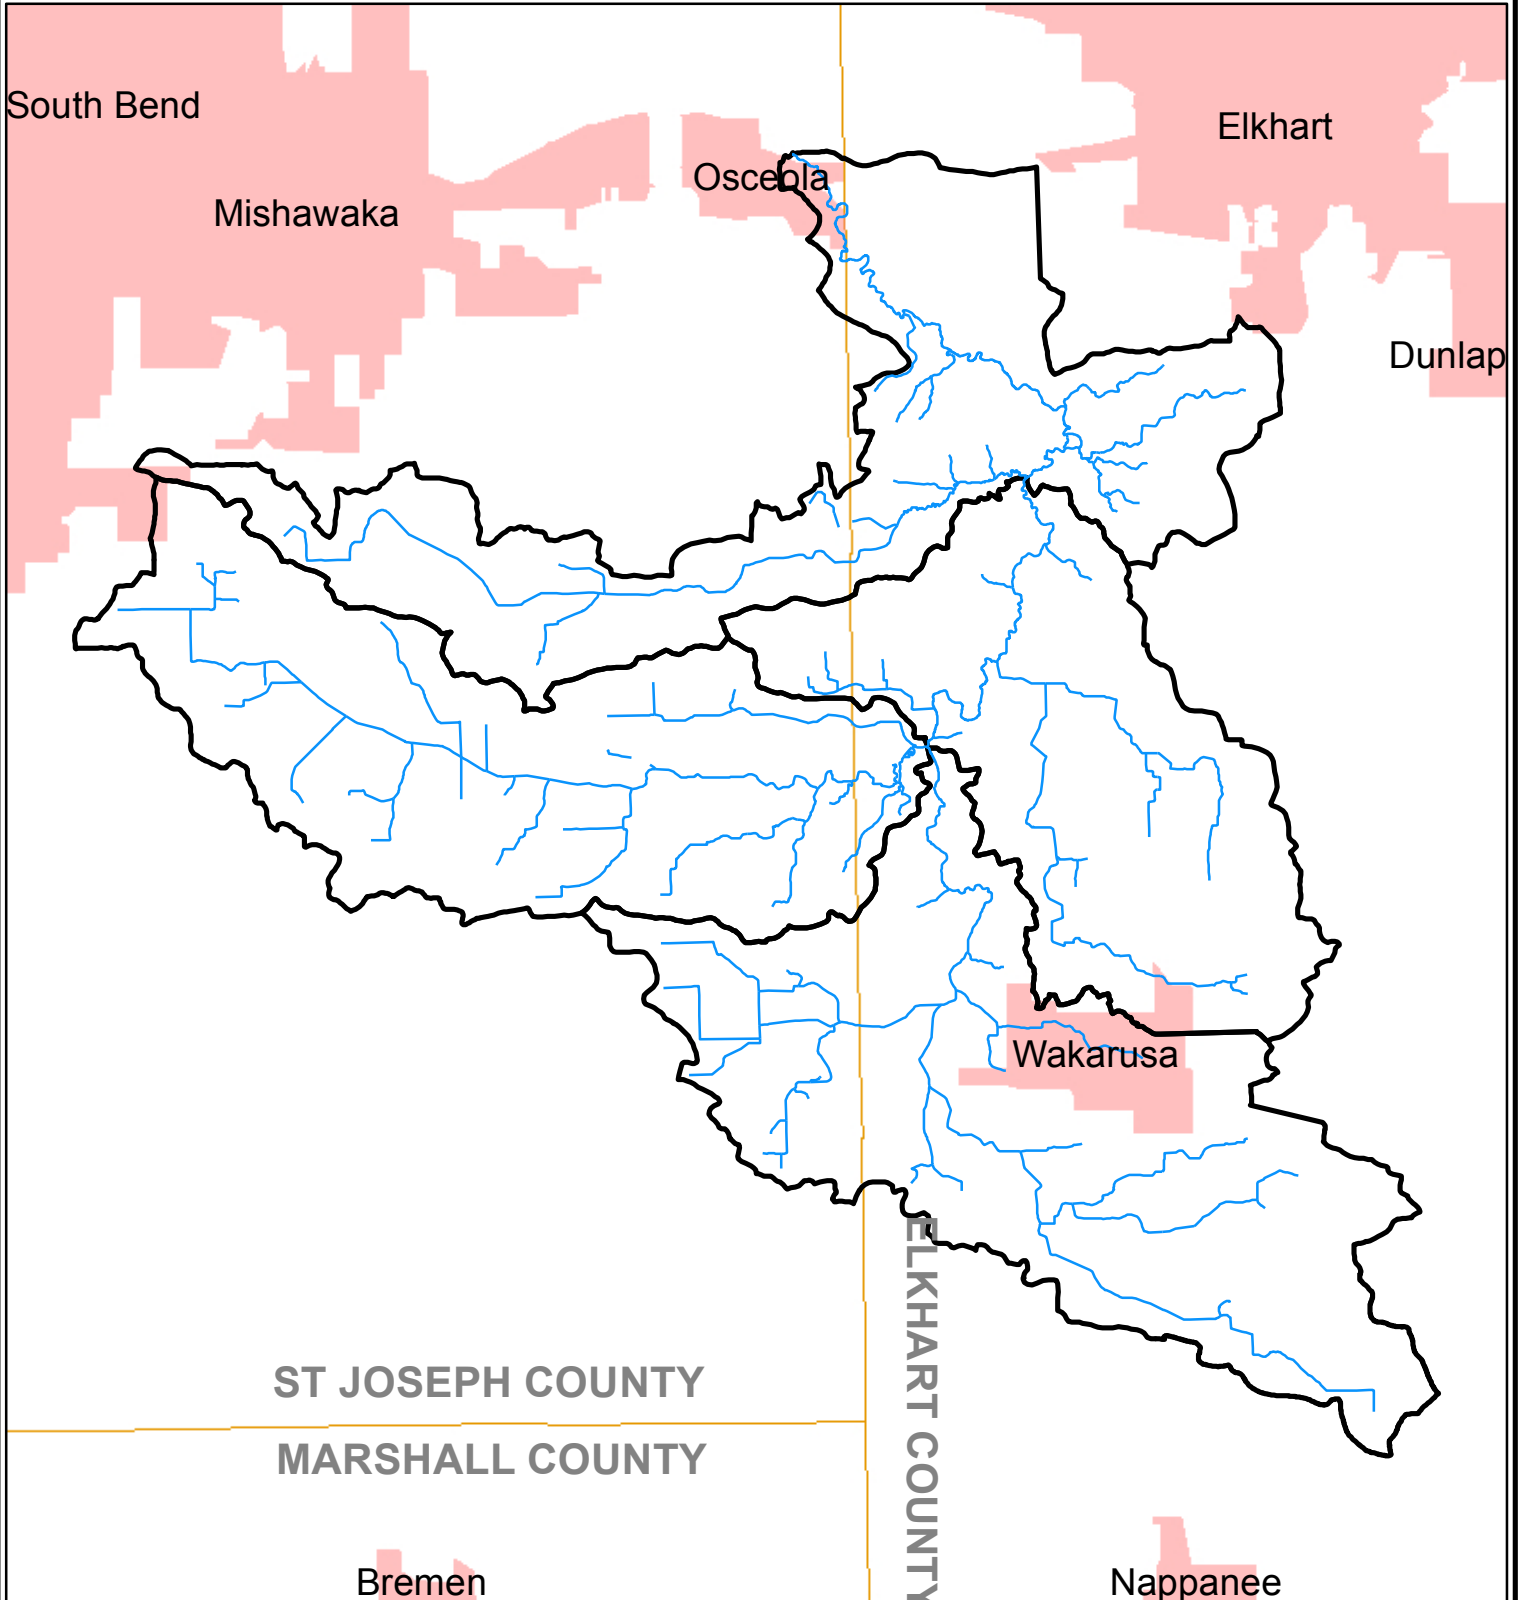 South Bend
Elkhart
Osceola
Mishawaka
Dunlap
Wakarusa
ELKHART COUNTY
ST JOSEPH COUNTY
MARSHALL COUNTY
Bremen
Nappanee